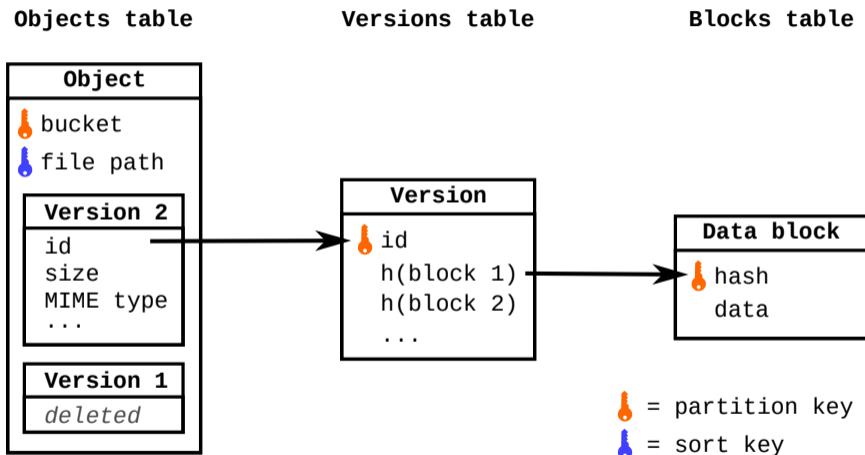 Objects table
Versions table
Blocks table
Object
bucket
file path
Version 2
id
size
MIME type
...
Version 1
deleted
Version
id
h(block 1)
h(block 2)
...
Data block
hash
data
= partition key
= sort key